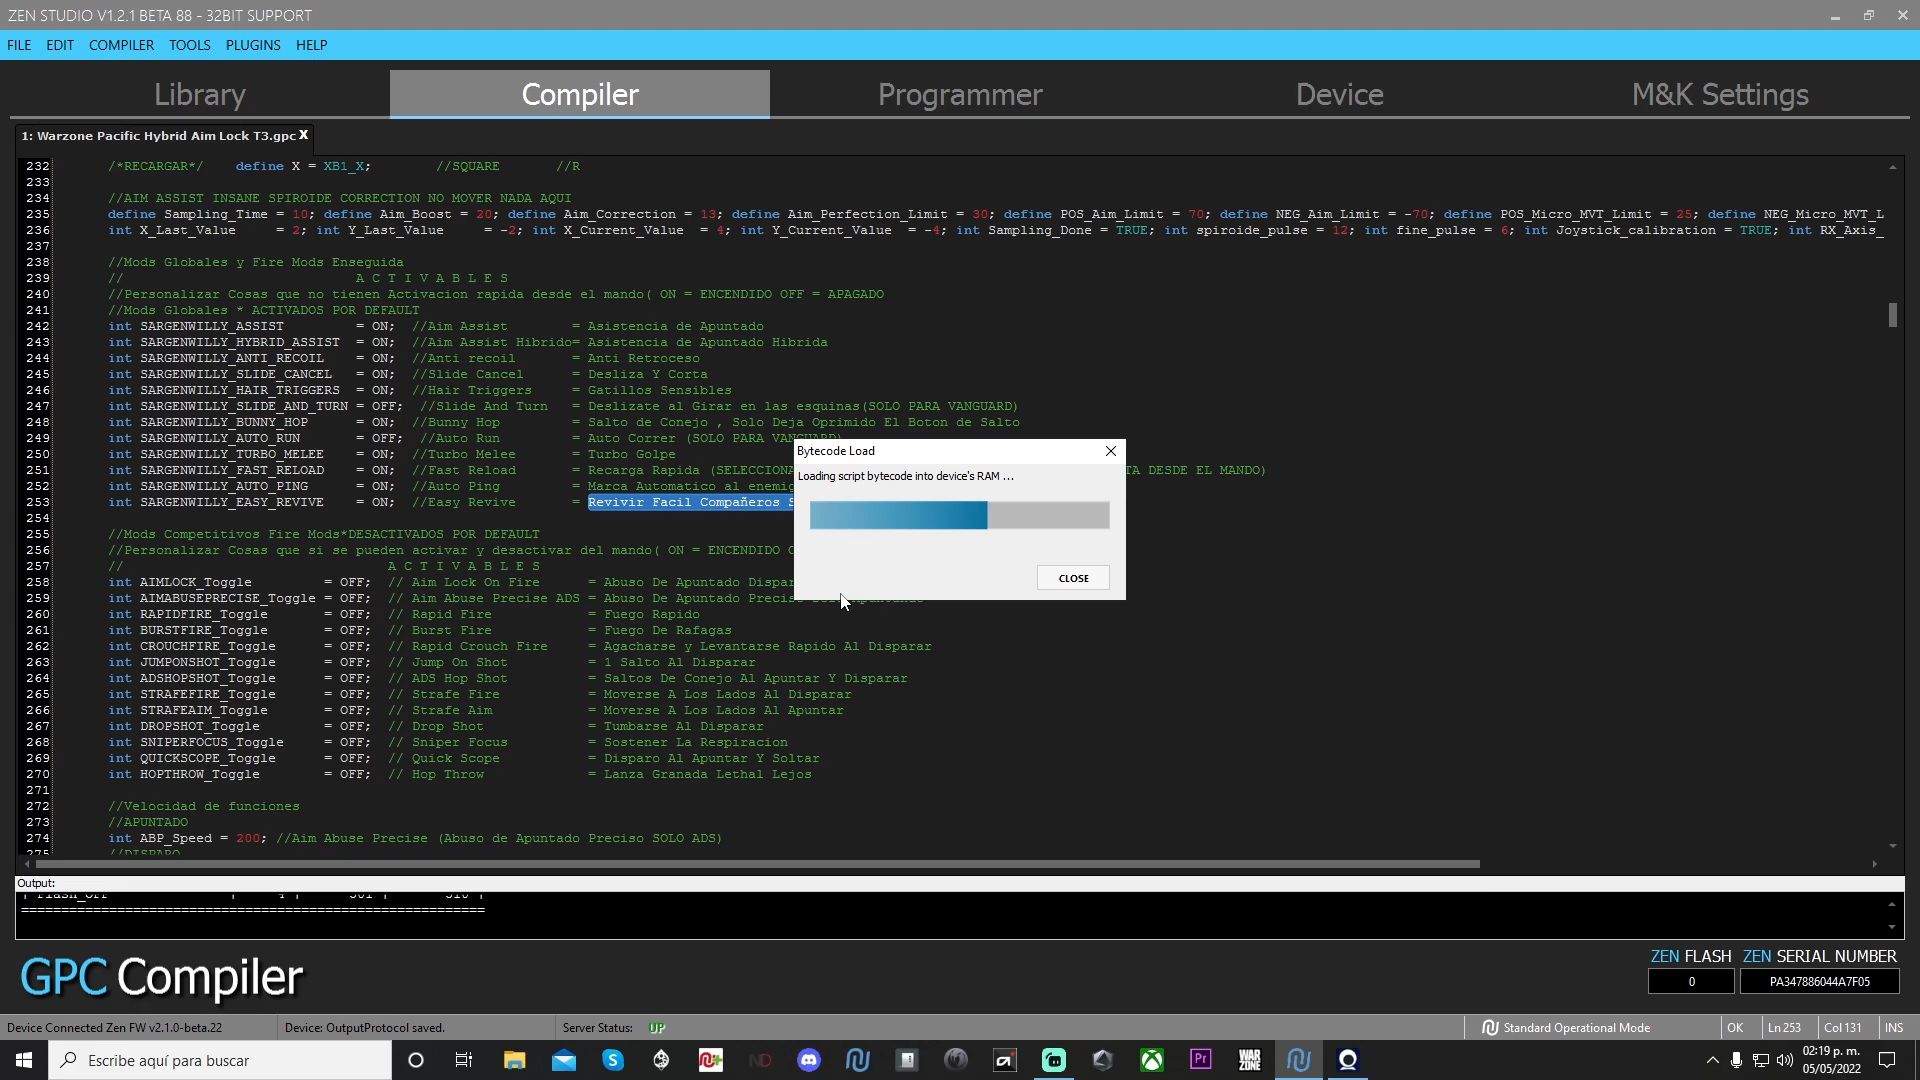 ZEN STUDIO V1.2.1 BETA 88 - 32BIT SUPPORT
FILE EDIT COMPILER TOOLS PLUGINS HELP
Library Compiler Programmer Device M&K Settings
1: Warzone Pacific Hybrid Aim Lock T3.gpc X
232 /*RECARGAR*/ define X = XB1_X; //SQUARE //R
233
234 //AIM ASSIST INSANE SPIROIDE CORRECTION NO MOVER NADA AQUI
235 define Sampling_Time = 10; define Aim_Boost = 20; define Aim_Correction = 13; define Aim_Perfection_Limit = 30; define POS_Aim_Limit = 70; define NEG_Aim_Limit = -70; define POS_Micro_MVT_Limit = 25; define NEG_Micro_MVT_L
236 int X_Last_Value = 2; int Y_Last_Value = -2; int X_Current_Value = 4; int Y_Current_Value = -4; int Sampling_Done = TRUE; int spiroide_pulse = 12; int fine_pulse = 6; int Joystick_calibration = TRUE; int RX_Axis_
237
238 //Mods Globales y Fire Mods Enseguida
239 // A C T I V A B L E S
240 //Personalizar Cosas que no tienen Activacion rapida desde el mando( ON = ENCENDIDO OFF = APAGADO
241 //Mods Globales * ACTIVADOS POR DEFAULT
242 int SARGENWILLY_ASSIST = ON; //Aim Assist = Asistencia de Apuntado
243 int SARGENWILLY_HYBRID_ASSIST = ON; //Aim Assist Hibrido= Asistencia de Apuntado Hibrida
244 int SARGENWILLY_ANTI_RECOIL = ON; //Anti recoil = Anti Retroceso
245 int SARGENWILLY_SLIDE_CANCEL = ON; //Slide Cancel = Desliza Y Corta
246 int SARGENWILLY_HAIR_TRIGGERS = ON; //Hair Triggers = Gatillos Sensibles
247 int SARGENWILLY_SLIDE_AND_TURN = OFF; //Slide And Turn = Deslizate al Girar en las esquinas(SOLO PARA VANGUARD)
248 int SARGENWILLY_BUNNY_HOP = ON; //Bunny Hop = Salto de Conejo , Solo Deja Oprimido El Boton de Salto
249 int SARGENWILLY_AUTO_RUN = OFF; //Auto Run = Auto Correr (SOLO PARA VANGUARD)
250 int SARGENWILLY_TURBO_MELEE = ON; //Turbo Melee = Turbo Golpe
251 int SARGENWILLY_FAST_RELOAD = ON; //Fast Reload = Recarga Rapida (SELECCIONA TA DESDE EL MANDO)
252 int SARGENWILLY_AUTO_PING = ON; //Auto Ping = Marca Automatico al enemig
253 int SARGENWILLY_EASY_REVIVE = ON; //Easy Revive = Revivir Facil Compañeros S
254
255 //Mods Competitivos Fire Mods*DESACTIVADOS POR DEFAULT
256 //Personalizar Cosas que si se pueden activar y desactivar del mando( ON = ENCENDIDO
257 // A C T I V A B L E S
258 int AIMLOCK_Toggle = OFF; // Aim Lock On Fire = Abuso De Apuntado Dispar
259 int AIMABUSEPRECISE_Toggle = OFF; // Aim Abuse Precise ADS = Abuso De Apuntado Precis
260 int RAPIDFIRE_Toggle = OFF; // Rapid Fire = Fuego Rapido
261 int BURSTFIRE_Toggle = OFF; // Burst Fire = Fuego De Rafagas
262 int CROUCHFIRE_Toggle = OFF; // Rapid Crouch Fire = Agacharse y Levantarse Rapido Al Disparar
263 int JUMPONSHOT_Toggle = OFF; // Jump On Shot = 1 Salto Al Disparar
264 int ADSHOPSHOT_Toggle = OFF; // ADS Hop Shot = Saltos De Conejo Al Apuntar Y Disparar
265 int STRAFEFIRE_Toggle = OFF; // Strafe Fire = Moverse A Los Lados Al Disparar
266 int STRAFEAIM_Toggle = OFF; // Strafe Aim = Moverse A Los Lados Al Apuntar
267 int DROPSHOT_Toggle = OFF; // Drop Shot = Tumbarse Al Disparar
268 int SNIPERFOCUS_Toggle = OFF; // Sniper Focus = Sostener La Respiracion
269 int QUICKSCOPE_Toggle = OFF; // Quick Scope = Disparo Al Apuntar Y Soltar
270 int HOPTHROW_Toggle = OFF; // Hop Throw = Lanza Granada Lethal Lejos
271
272 //Velocidad de funciones
273 //APUNTADO
274 int ABP_Speed = 200; //Aim Abuse Precise (Abuso de Apuntado Preciso SOLO ADS)
275 //DISPARO
Bytecode Load
Loading script bytecode into device's RAM ...
CLOSE
Output:
==========================================================
GPC Compiler
ZEN FLASH ZEN SERIAL NUMBER
0 PA347886044A7F05
Device Connected Zen FW v2.1.0-beta.22 Device: OutputProtocol saved. Server Status: UP Standard Operational Mode OK Ln 253 Col 131 INS
Escribe aquí para buscar
ND
Pr
WAR
ZONE
02:19 p. m.
05/05/2022